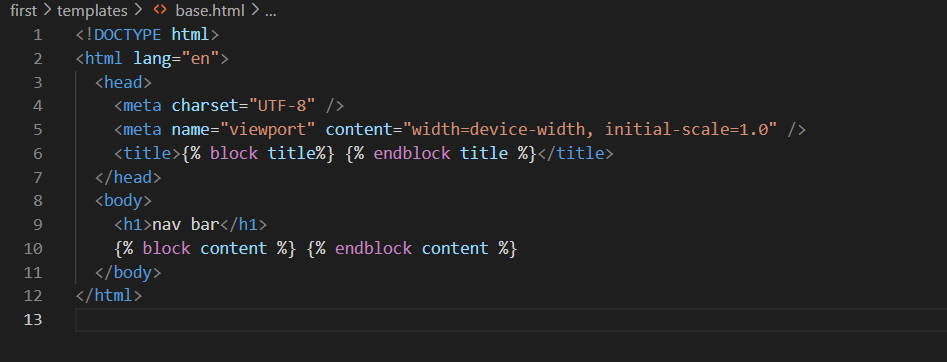 first > templates > <> base.html > ...
1 <!DOCTYPE html>
2 <html lang="en">
3 <head>
4 <meta charset="UTF-8" />
5 <meta name="viewport" content="width=device-width, initial-scale=1.0" />
6 <title>{% block title%} {% endblock title %}</title>
7 </head>
8 <body>
9 <h1>nav bar</h1>
10 {% block content %} {% endblock content %}
11 </body>
12 </html>
13